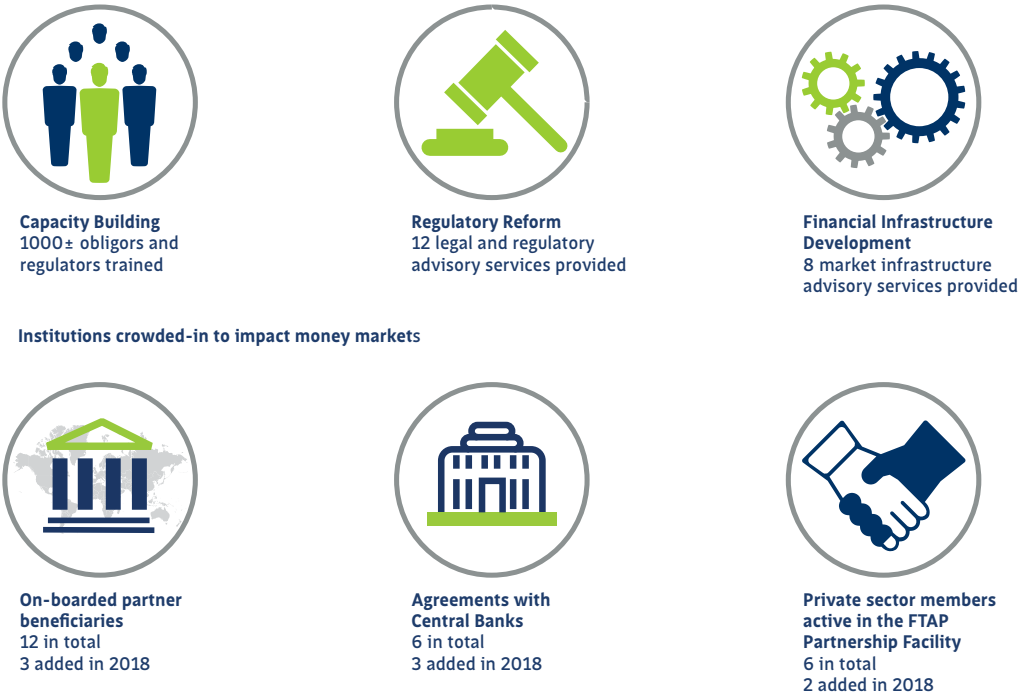 Capacity Building
1000± obligors and
regulators trained
Regulatory Reform
12 legal and regulatory
advisory services provided
Financial Infrastructure
Development
8 market infrastructure
advisory services provided
Institutions crowded-in to impact money markets
On-boarded partner
beneficiaries
12 in total
3 added in 2018
Agreements with
Central Banks
6 in total
3 added in 2018
Private sector members
active in the FTAP
Partnership Facility
6 in total
2 added in 2018